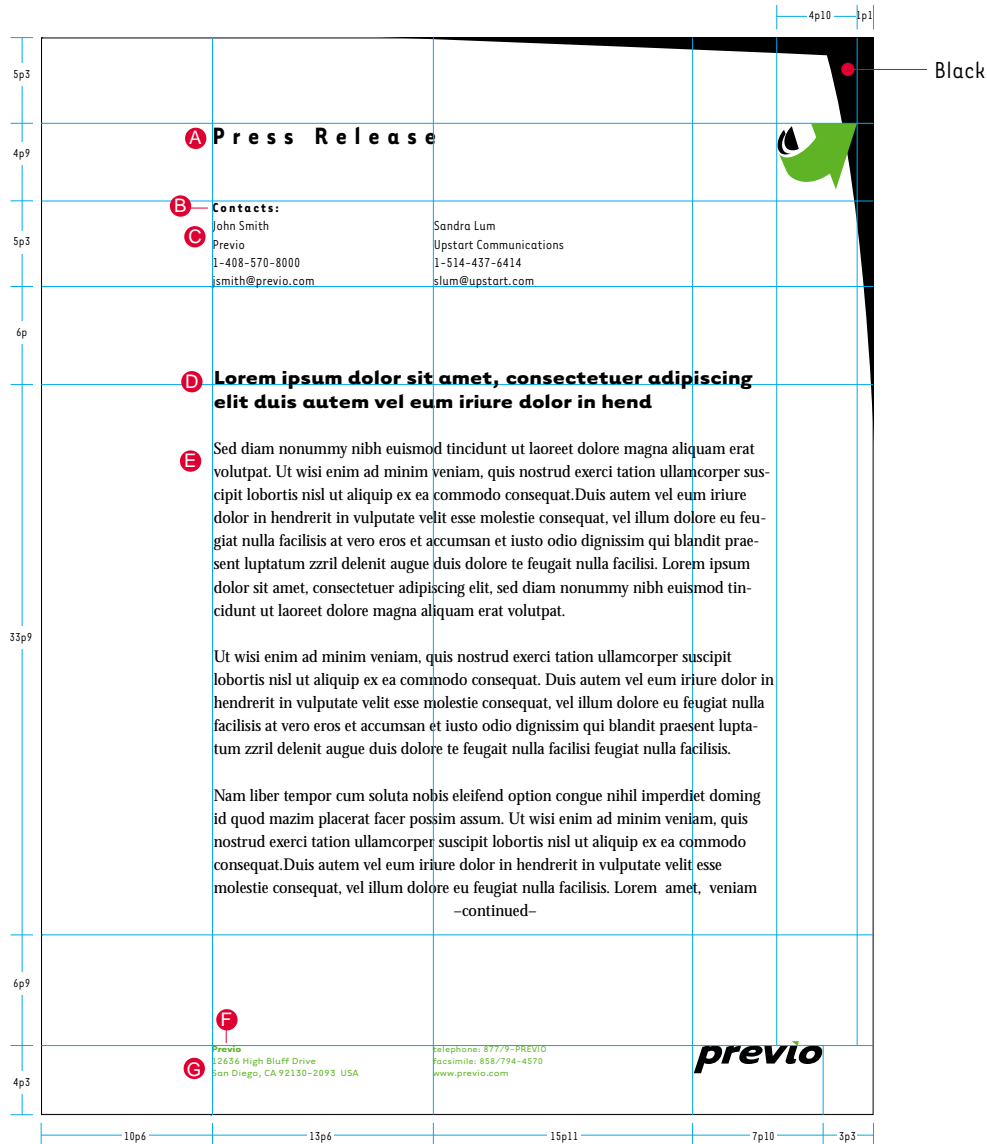 4p10 1p1
5p3
Black
A Press Release
4p9
B Contacts:
John Smith Sandra Lum
C Previo Upstart Communications
5p3
1-408-570-8000 1-514-437-6414
jsmith@previo.com slum@upstart.com
6p
D Lorem ipsum dolor sit amet, consectetuer adipiscing
elit duis autem vel eum iriure dolor in hend
Sed diam nonummy nibh euismod tincidunt ut laoreet dolore magna aliquam erat
E volutpat. Ut wisi enim ad minim veniam, quis nostrud exerci tation ullamcorper sus-
cipit lobortis nisl ut aliquip ex ea commodo consequat.Duis autem vel eum iriure
dolor in hendrerit in vulputate velit esse molestie consequat, vel illum dolore eu feu-
giat nulla facilisis at vero eros et accumsan et iusto odio dignissim qui blandit prae-
sent luptatum zzril delenit augue duis dolore te feugait nulla facilisi. Lorem ipsum
dolor sit amet, consectetuer adipiscing elit, sed diam nonummy nibh euismod tin-
cidunt ut laoreet dolore magna aliquam erat volutpat.
33p9
Ut wisi enim ad minim veniam, quis nostrud exerci tation ullamcorper suscipit
lobortis nisl ut aliquip ex ea commodo consequat. Duis autem vel eum iriure dolor in
hendrerit in vulputate velit esse molestie consequat, vel illum dolore eu feugiat nulla
facilisis at vero eros et accumsan et iusto odio dignissim qui blandit praesent lupta-
tum zzril delenit augue duis dolore te feugait nulla facilisi feugiat nulla facilisis.
Nam liber tempor cum soluta nobis eleifend option congue nihil imperdiet doming
id quod mazim placerat facer possim assum. Ut wisi enim ad minim veniam, quis
nostrud exerci tation ullamcorper suscipit lobortis nisl ut aliquip ex ea commodo
consequat.Duis autem vel eum iriure dolor in hendrerit in vulputate velit esse
molestie consequat, vel illum dolore eu feugiat nulla facilisis. Lorem amet, veniam
–continued–
6p9
F
Previo telephone: 877/9-PREVIO
12636 High Bluff Drive facsimile: 858/794-4570 previo
G San Diego, CA 92130-2093 USA www.previo.com
4p3
10p6 13p6 15p11 7p10 3p3